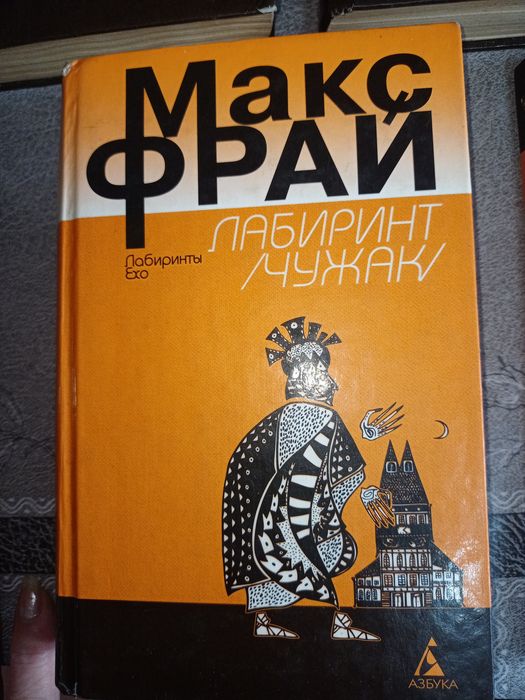 Макс
ФРАЙ
ЛАБИРИНТ
/ЧУЖАК/
Лабиринты
Ехо
АЗБУКА